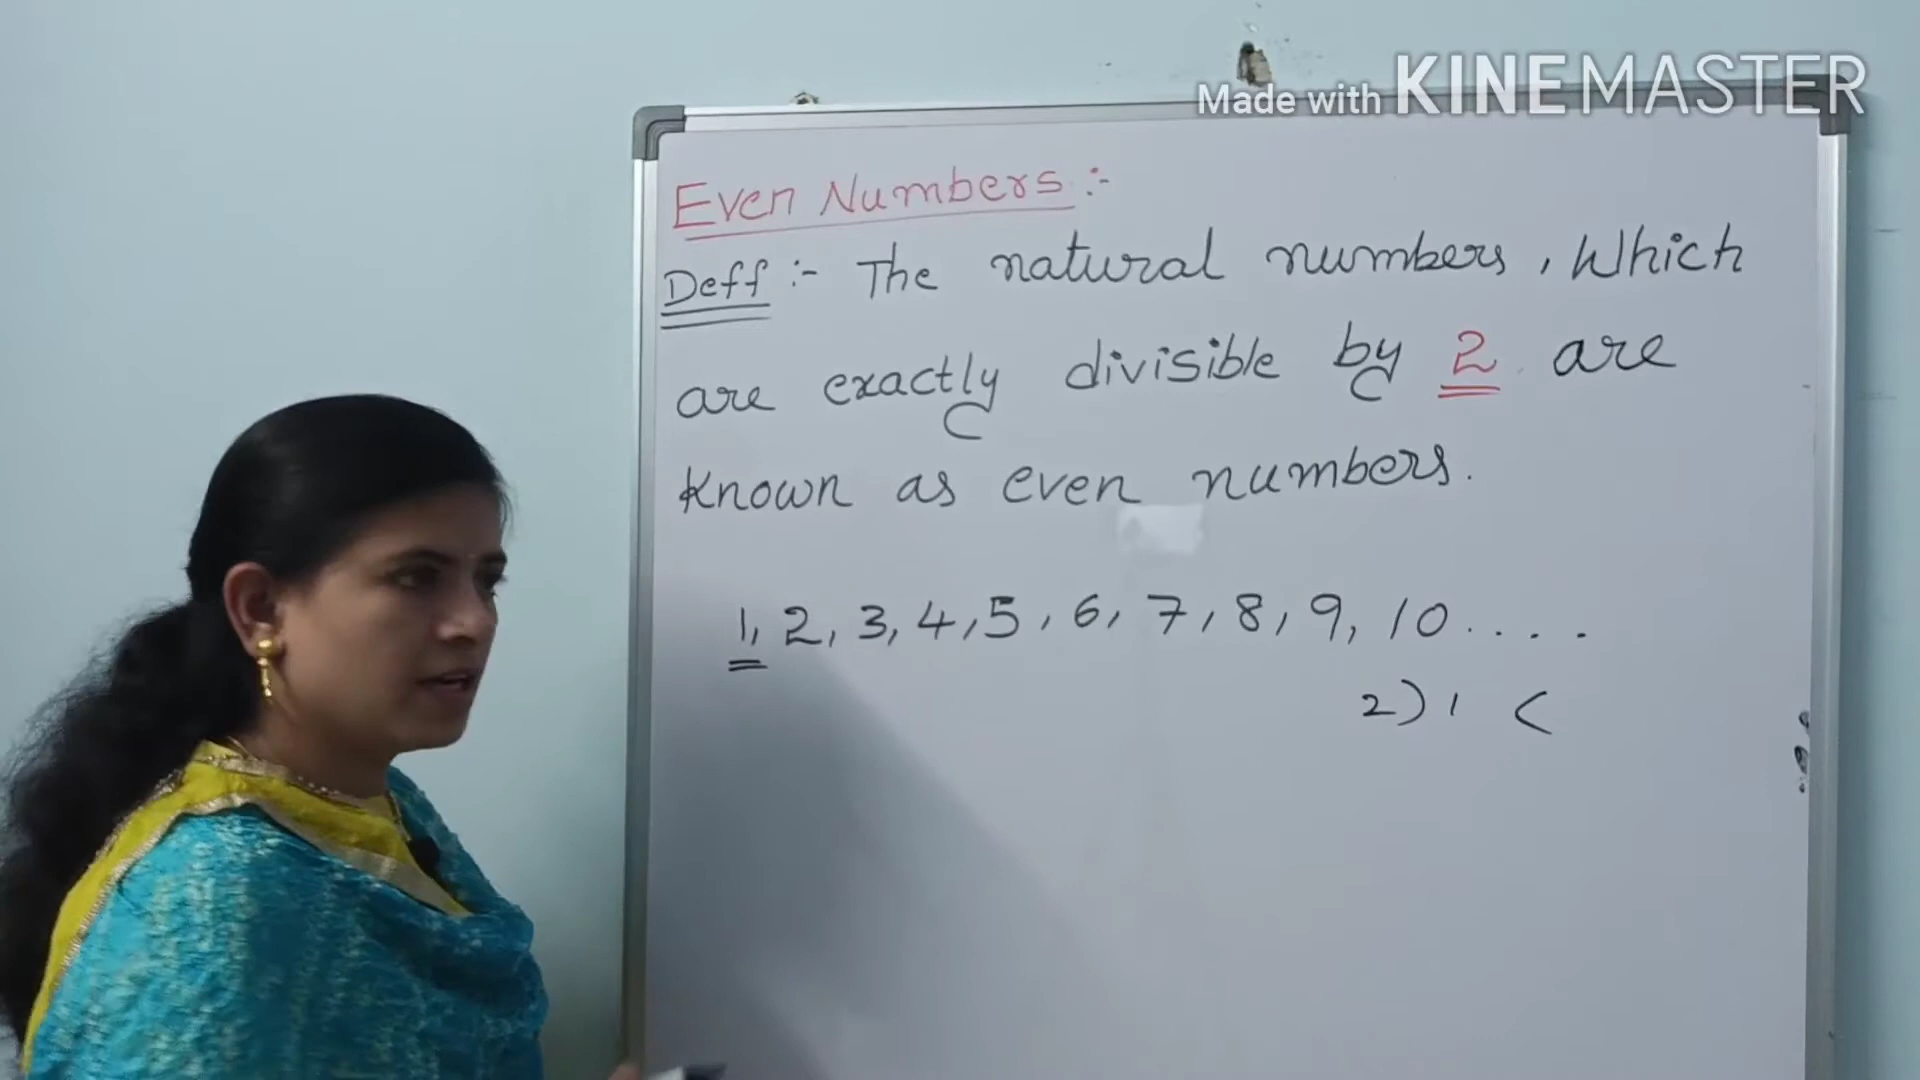 Made with KINEMASTER
Even Numbers :-
Deff :- The natural numbers, Which
are exactly divisible by 2 are
known as even numbers.
1, 2, 3, 4, 5, 6, 7, 8, 9, 10 . . . .
2) 1 <